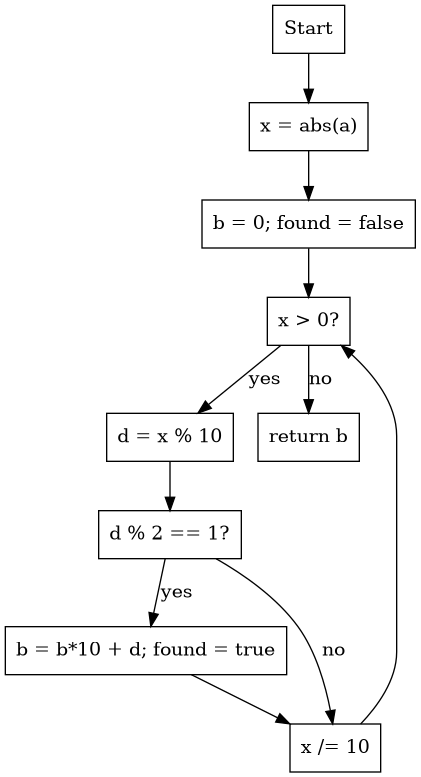 Start
x = abs(a)
b = 0; found = false
x > 0?
yes
no
d = x % 10
return b
d % 2 == 1?
yes
b = b*10 + d; found = true
no
x /= 10